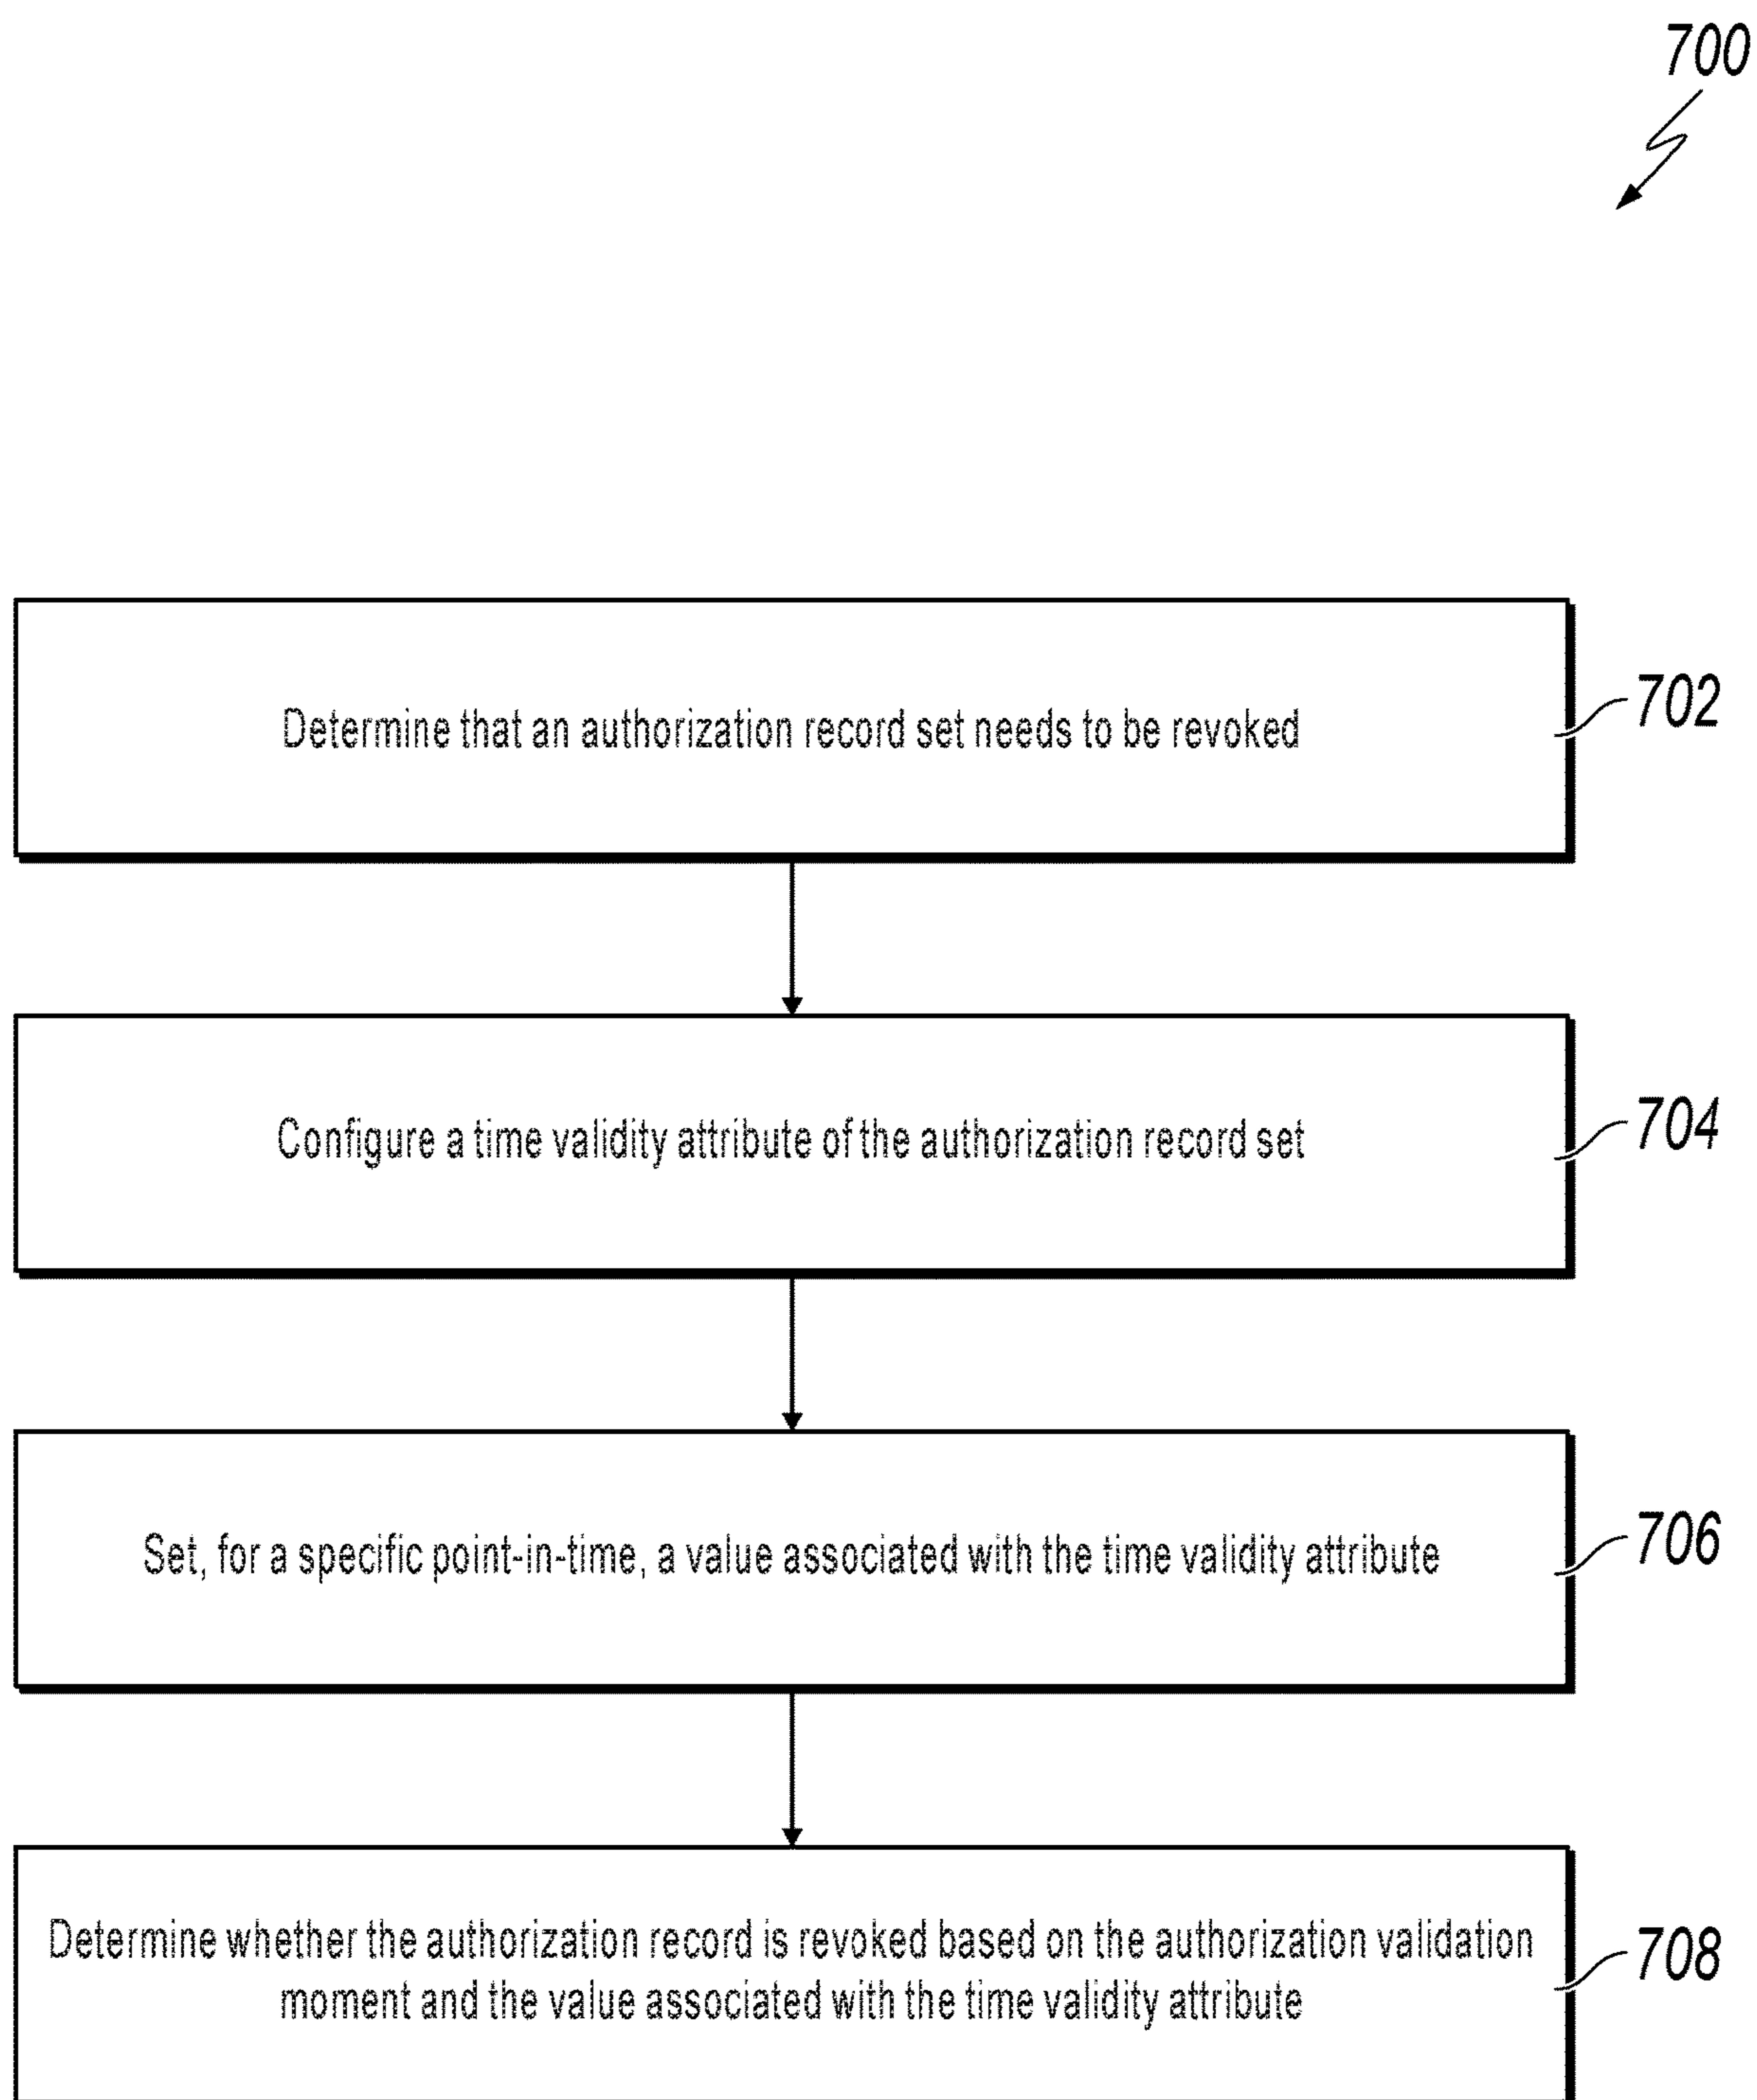 700
Determine that an authorization record set needs to be revoked
702
Configure a time validity attribute of the authorization record set
704
Set, for a specific point-in-time, a value associated with the time validity attribute
706
Determine whether the authorization record is revoked based on the authorization validation
moment and the value associated with the time validity attribute
708